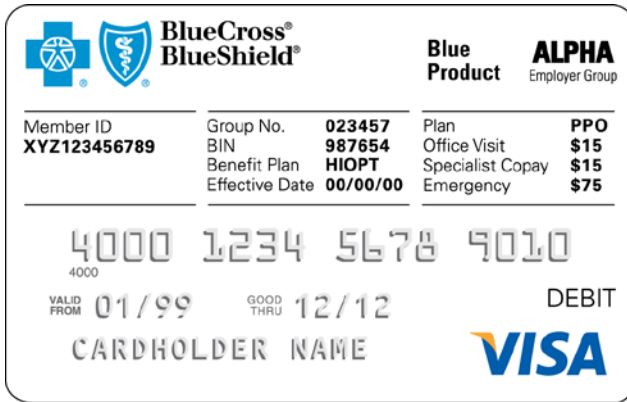 BlueCross®
BlueShield®
Blue
Product
ALPHA
Employer Group
Member ID
XYZ123456789
Group No. 023457
BIN 987654
Benefit Plan HIOPT
Effective Date 00/00/00
Plan PPO
Office Visit $15
Specialist Copay $15
Emergency $75
4000 1234 5678 9010
4000
VALID FROM 01/99 GOOD THRU 12/12
DEBIT
CARDHOLDER NAME
VISA